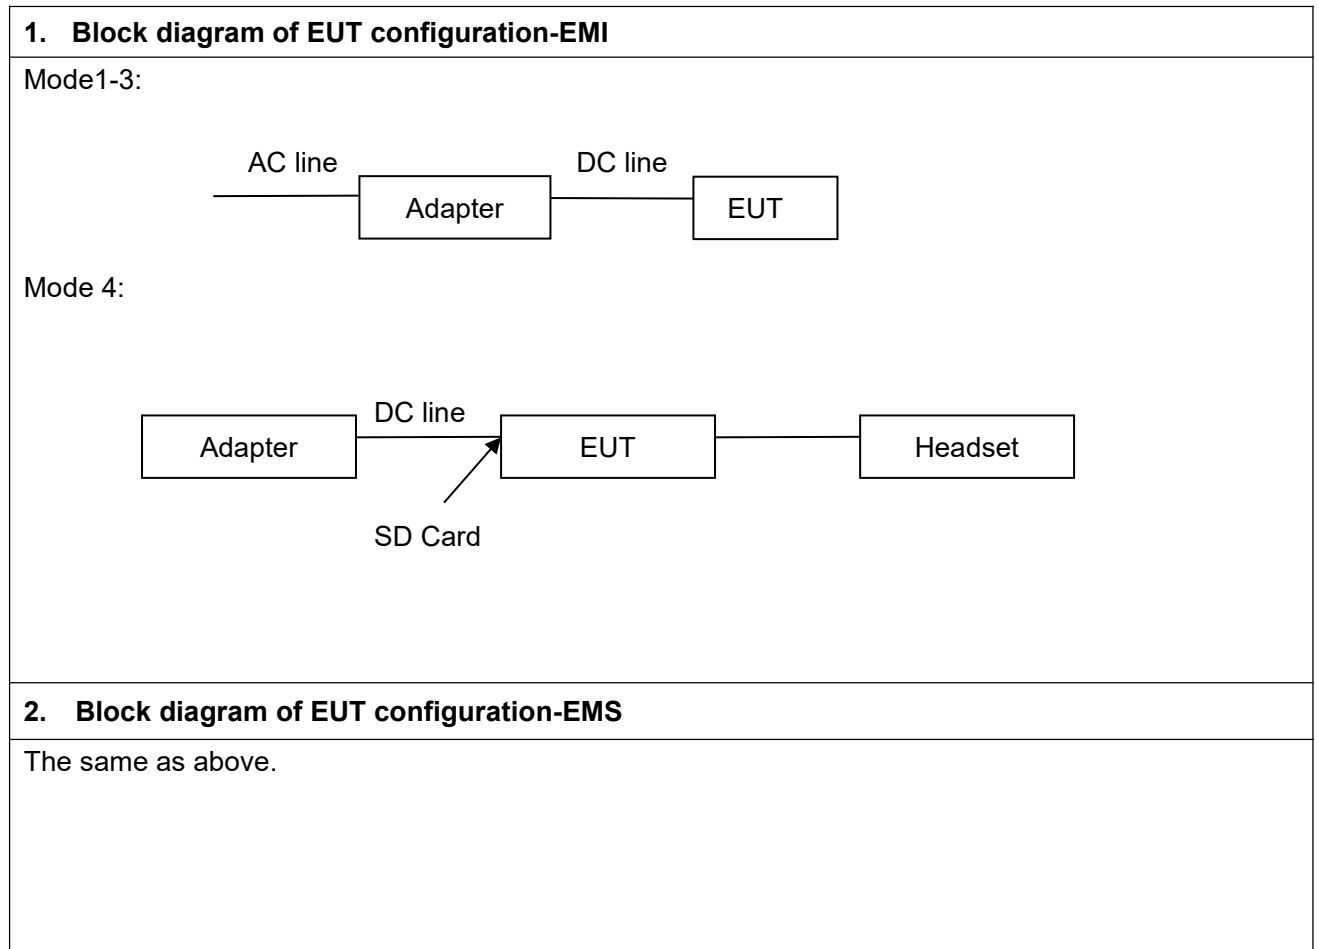 1. Block diagram of EUT configuration-EMI
Mode1-3:
AC line
DC line
Adapter
EUT
Mode 4:
DC line
Adapter
EUT
Headset
SD Card
2. Block diagram of EUT configuration-EMS
The same as above.